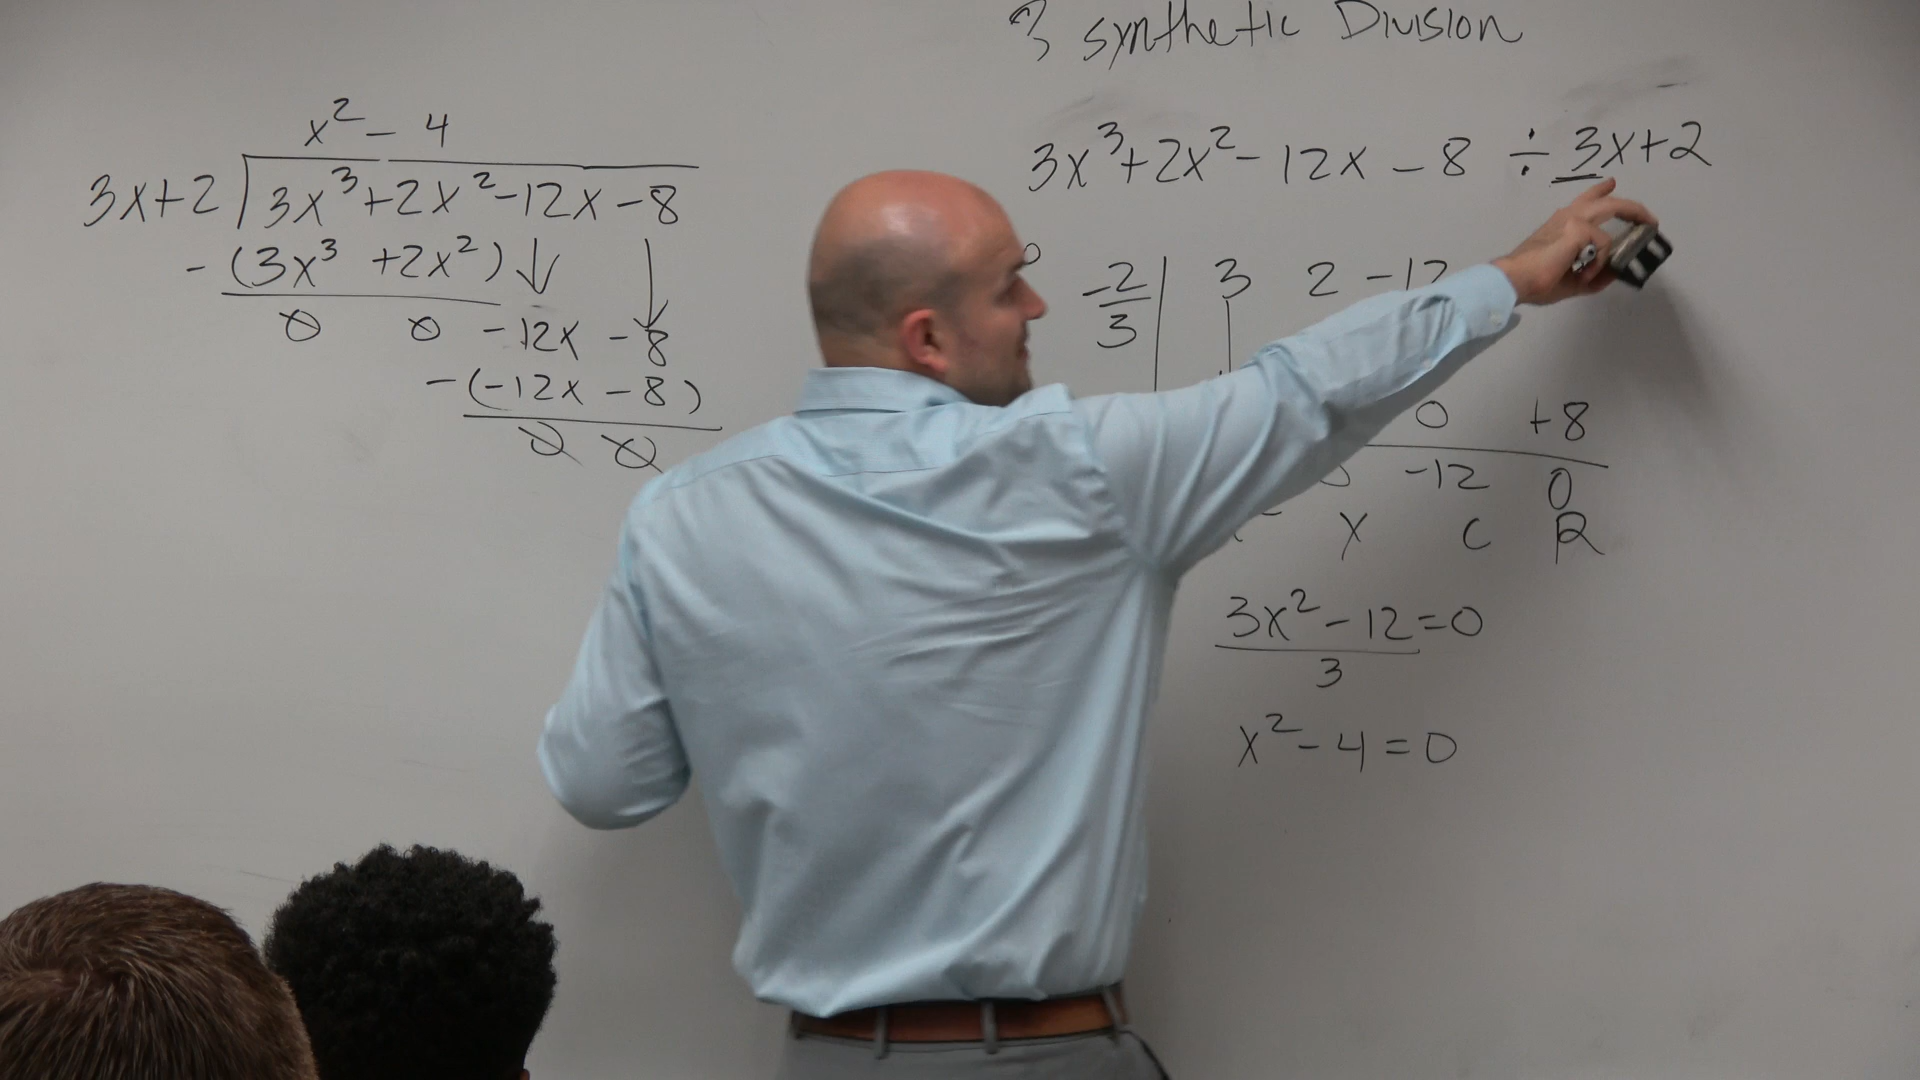 x² - 4
3x+2 ) 3x³+2x²-12x-8
-(3x³ +2x²) ↓ ↓
0 0 -12x -8
-(-12x -8)
0 0
synthetic Division
3x³+2x²-12x-8 ÷ 3x+2
-2/3 | 3 2 -12
0 +8
-12 0
x c R
3x²-12=0
3
x²-4=0